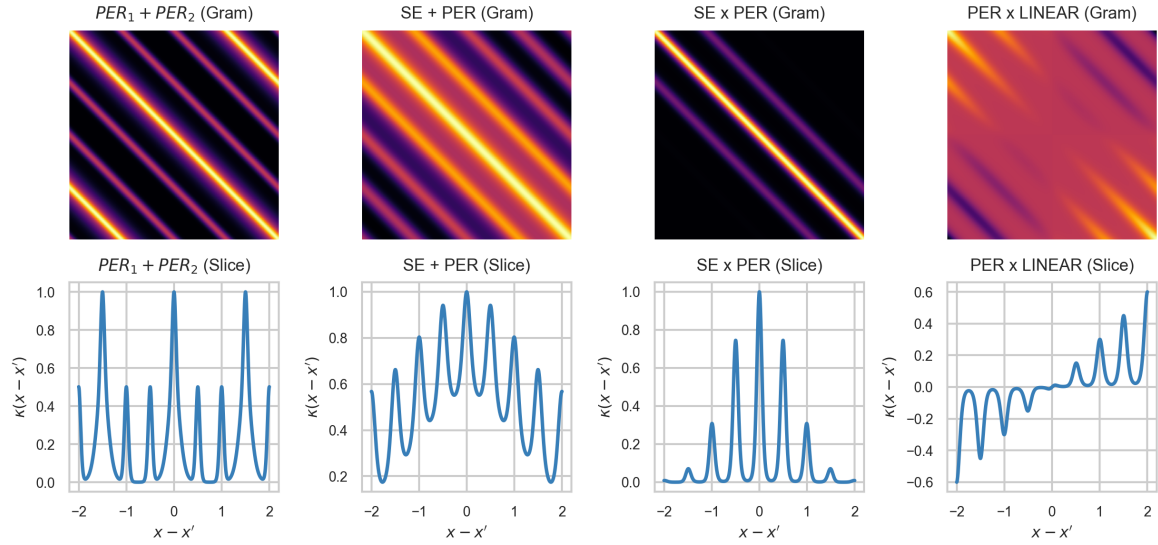 PER₁ + PER₂ (Gram)
SE + PER (Gram)
SE x PER (Gram)
PER x LINEAR (Gram)
PER₁ + PER₂ (Slice)
1.0
0.8
0.6
0.4
0.2
0.0
κ(x − x′)
−2 −1 0 1 2
x − x′
SE + PER (Slice)
1.0
0.8
0.6
0.4
0.2
κ(x − x′)
−2 −1 0 1 2
x − x′
SE x PER (Slice)
1.0
0.8
0.6
0.4
0.2
0.0
κ(x − x′)
−2 −1 0 1 2
x − x′
PER x LINEAR (Slice)
0.6
0.4
0.2
0.0
−0.2
−0.4
−0.6
κ(x − x′)
−2 −1 0 1 2
x − x′